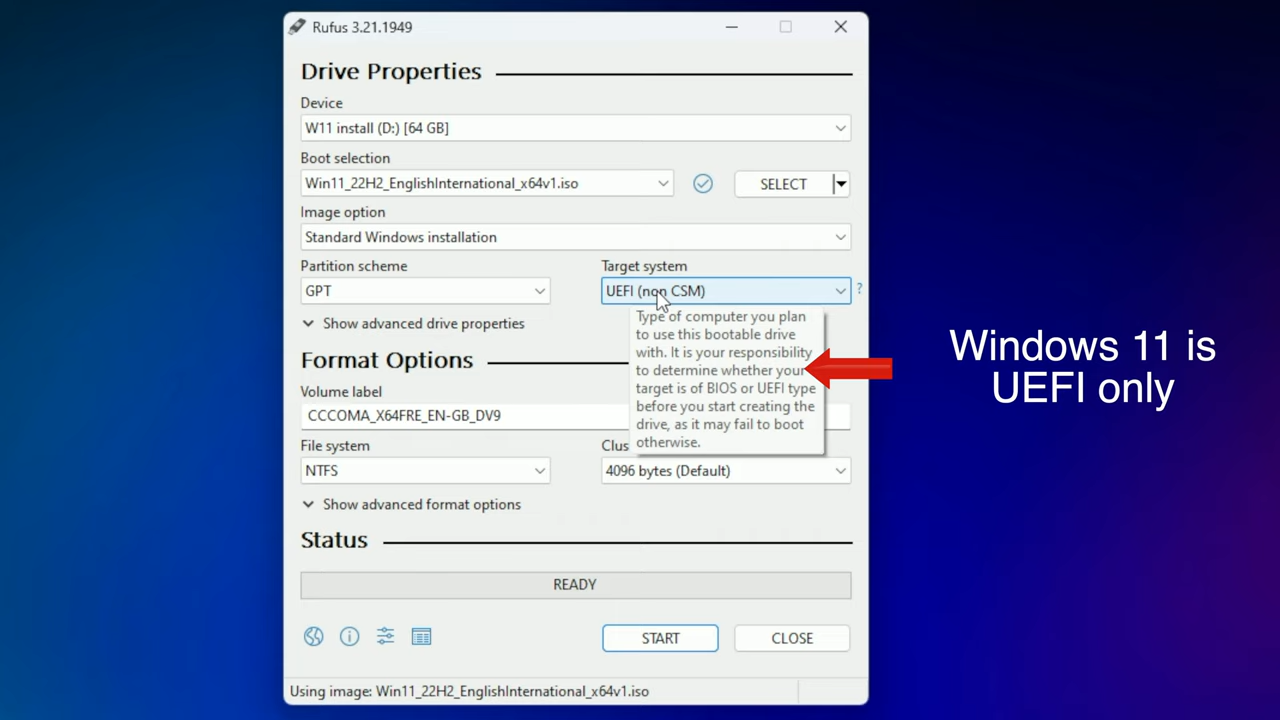 Rufus 3.21.1949
Drive Properties
Device
W11 install (D:) [64 GB]
Boot selection
Win11_22H2_EnglishInternational_x64v1.iso
SELECT
Image option
Standard Windows installation
Partition scheme
Target system
GPT
UEFI (non CSM)
?
Type of computer you plan
to use this bootable drive
with. It is your responsibility
to determine whether your
target is of BIOS or UEFI type
before you start creating the
drive, as it may fail to boot
otherwise.
Show advanced drive properties
Format Options
Volume label
CCCOMA_X64FRE_EN-GB_DV9
File system
Clus
NTFS
4096 bytes (Default)
Show advanced format options
Status
READY
START
CLOSE
Using image: Win11_22H2_EnglishInternational_x64v1.iso
Windows 11 is
UEFI only